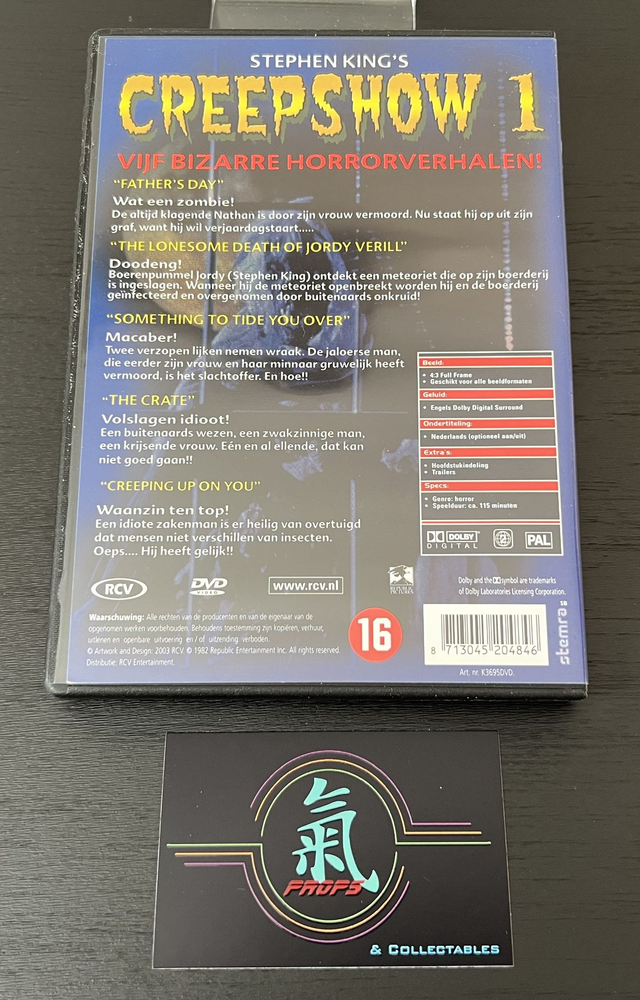 STEPHEN KING'S
CREEPSHOW 1
VIJF BIZARRE HORRORVERHALEN!
"FATHER'S DAY"
Wat een zombie!
De altijd klagende Nathan is door zijn vrouw vermoord. Nu staat hij op uit zijn
graf, want hij wil verjaardagstaart.....
"THE LONESOME DEATH OF JORDY VERILL"
Doodeng!
Boerenpummel Jordy (Stephen King) ontdekt een meteoriet die op zijn boerderij
is ingeslagen. Wanneer hij de meteoriet openbreekt worden hij en de boerderij
geïnfecteerd en overgenomen door buitenaards onkruid!
"SOMETHING TO TIDE YOU OVER"
Macaber!
Twee verzopen lijken nemen wraak. De jaloerse man,
die eerder zijn vrouw en haar minnaar gruwelijk heeft
vermoord, is het slachtoffer. En hoe!!
"THE CRATE"
Volslagen idioot!
Een buitenaards wezen, een zwakzinnige man,
een krijsende vrouw. Eén en al ellende, dat kan
niet goed gaan!!
"CREEPING UP ON YOU"
Waanzin ten top!
Een idiote zakenman is er heilig van overtuigd
dat mensen niet verschillen van insecten.
Oeps.... Hij heeft gelijk!!
Beeld:
• 4:3 Full Frame
• Geschikt voor alle beeldformaten
Geluid:
• Engels Dolby Digital Surround
Ondertiteling:
• Nederlands (optioneel aan/uit)
Extra's:
• Hoofdstukindeling
• Trailers
Specs:
• Genre: horror
• Speelduur: ca. 115 minuten
DOLBY
DIGITAL
2
PAL
RCV
DVD
VIDEO
www.rcv.nl
Dolby and the symbol are trademarks
of Dolby Laboratories Licensing Corporation.
Waarschuwing: Alle rechten van de producenten en van de eigenaar van de
opgenomen werken voorbehouden. Behoudens toestemming zijn kopiëren, verhuur,
uitlenen en openbare uitvoering en / of uitzending verboden.
© Artwork and Design: 2003 RCV. © 1982 Republic Entertainment Inc. All rights reserved.
Distributie: RCV Entertainment.
16
8 713045 204846
stemra
Art. nr. K3695DVD.
氣
PROPS
& COLLECTABLES